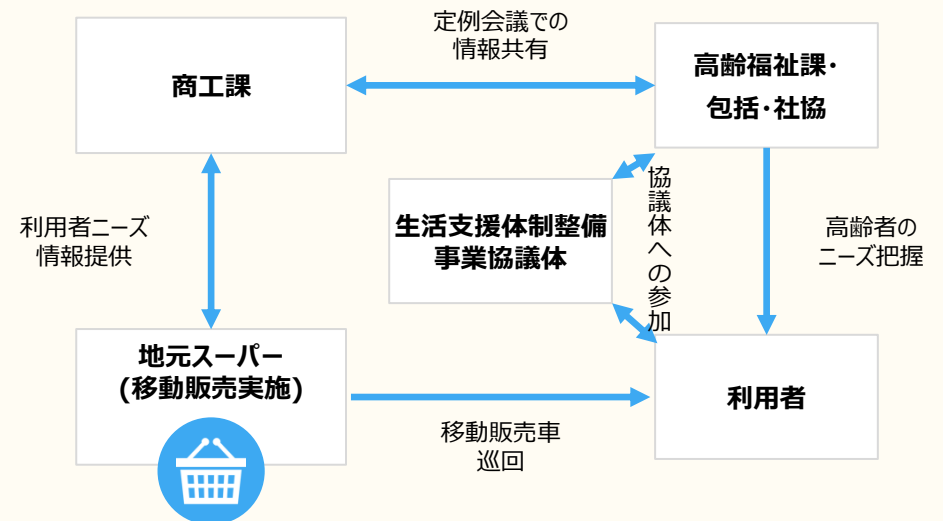 定例会議での
情報共有
商工課
高齢福祉課・
包括・社協
利用者ニーズ
情報提供
生活支援体制整備
事業協議体
協議体への参加
高齢者の
ニーズ把握
地元スーパー
(移動販売実施)
利用者
移動販売車
巡回